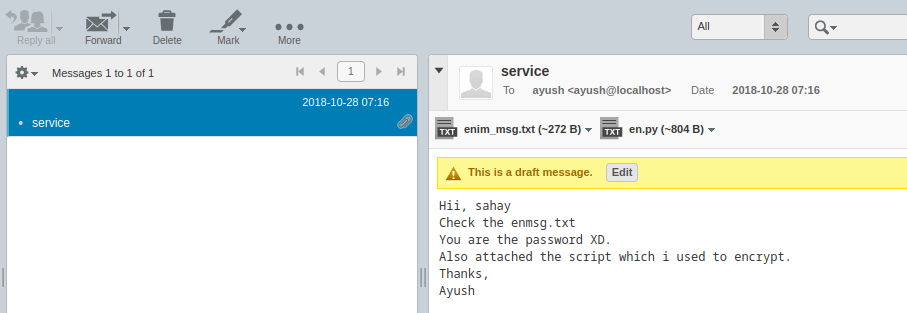 Reply all
Forward
Delete
Mark
More
All
Messages 1 to 1 of 1
1
2018-10-28 07:16
service
service
To ayush <ayush@localhost> Date 2018-10-28 07:16
TXT enim_msg.txt (~272 B) TXT en.py (~804 B)
This is a draft message. Edit
Hii, sahay
Check the enmsg.txt
You are the password XD.
Also attached the script which i used to encrypt.
Thanks,
Ayush